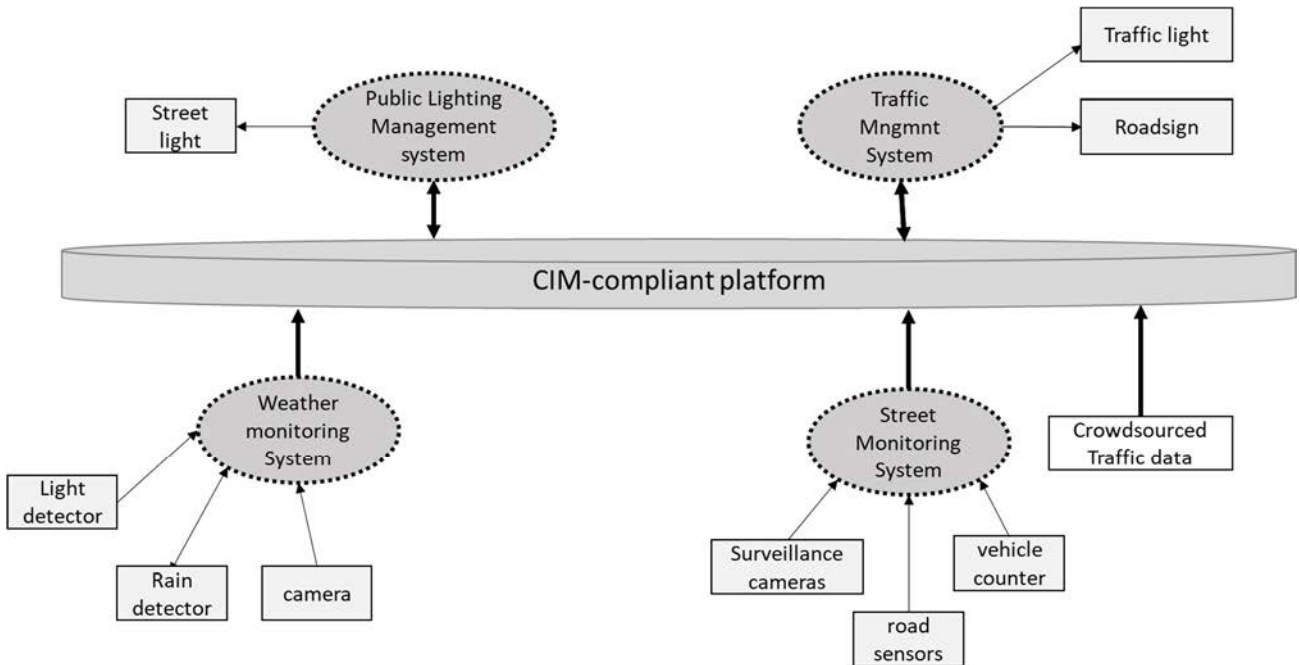 Traffic light
Public Lighting
Management
system
Street
light
Traffic
Mngmnt
System
Roadsign
CIM-compliant platform
Weather
monitoring
System
Street
Monitoring
System
Crowdsourced
Traffic data
Light
detector
Rain
detector
camera
Surveillance
cameras
vehicle
counter
road
sensors